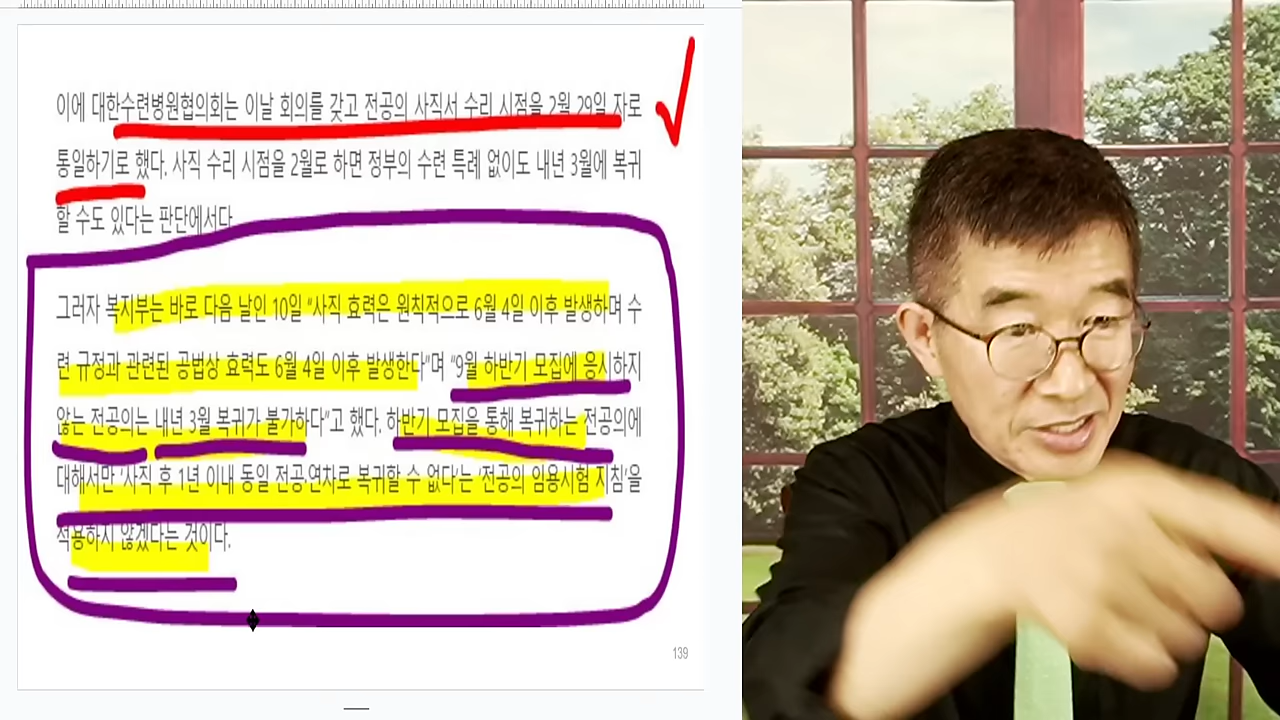 이에 대한수련병원협의회는 이날 회의를 갖고 전공의 사직서 수리 시점을 2월 29일 자로
통일하기로 했다. 사직 수리 시점을 2월로 하면 정부의 수련 특례 없이도 내년 3월에 복귀
할 수도 있다는 판단에서다
그러자 복지부는 바로 다음 날인 10일 “사직 효력은 원칙적으로 6월 4일 이후 발생하며 수
련 규정과 관련된 공법상 효력도 6월 4일 이후 발생한다”며 “9월 하반기 모집에 응시하지
않는 전공의는 내년 3월 복귀가 불가하다”고 했다. 하반기 모집을 통해 복귀하는 전공의에
대해서만 ‘사직 후 1년 이내 동일 전공·연차로 복귀할 수 없다’는 ‘전공의 임용시험 지침’을
적용하지 않겠다는 것이다.
139